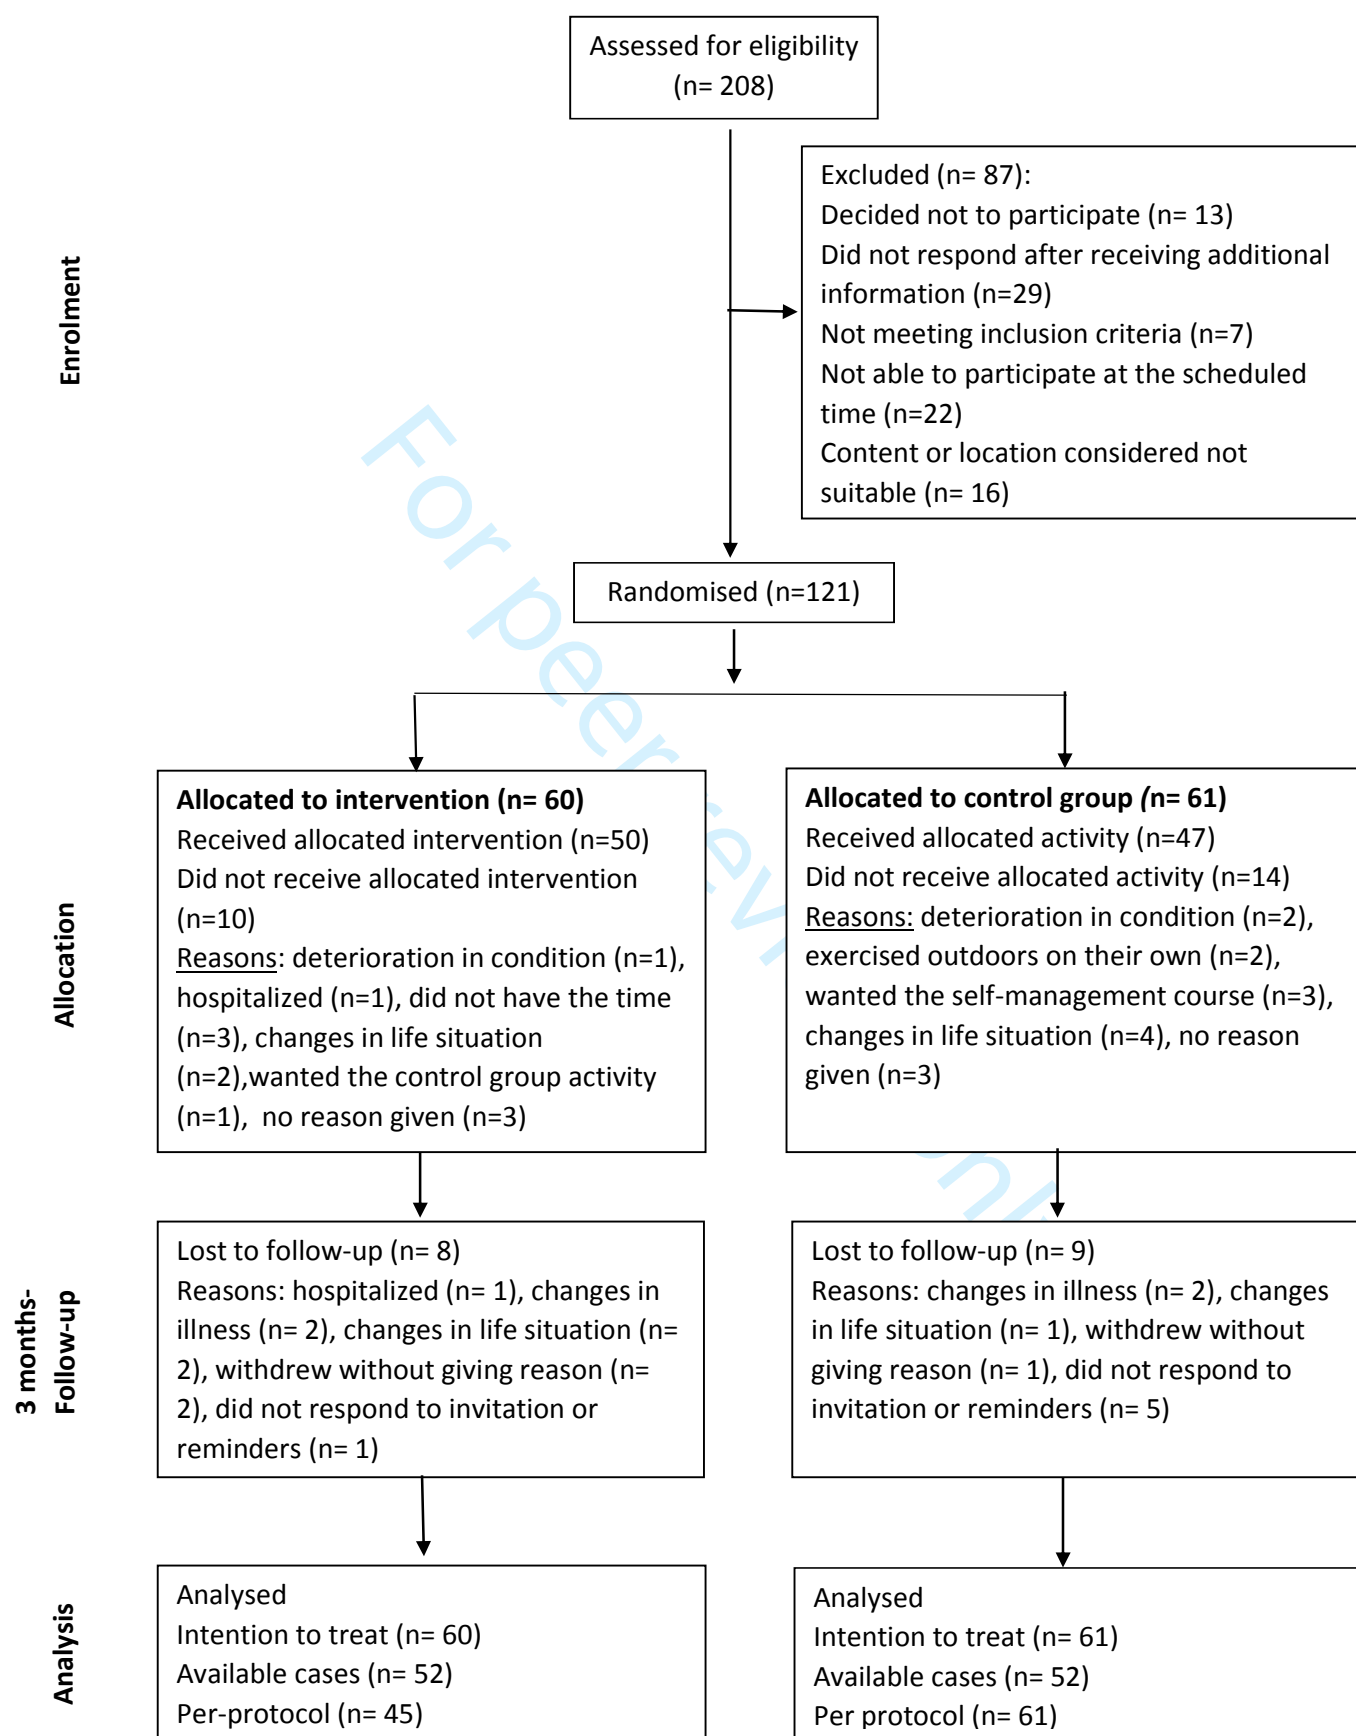 Assessed for eligibility
(n= 208)
Enrolment
Excluded (n= 87):
Decided not to participate (n= 13)
Did not respond after receiving additional
information (n=29)
Not meeting inclusion criteria (n=7)
Not able to participate at the scheduled
time (n=22)
Content or location considered not
suitable (n= 16)
Randomised (n=121)
Allocation
Allocated to intervention (n= 60)
Received allocated intervention (n=50)
Did not receive allocated intervention
(n=10)
Reasons: deterioration in condition (n=1),
hospitalized (n=1), did not have the time
(n=3), changes in life situation
(n=2),wanted the control group activity
(n=1),  no reason given (n=3)
Allocated to control group (n= 61)
Received allocated activity (n=47)
Did not receive allocated activity (n=14)
Reasons: deterioration in condition (n=2),
exercised outdoors on their own (n=2),
wanted the self-management course (n=3),
changes in life situation (n=4), no reason
given (n=3)
3 months-
Follow-up
Lost to follow-up (n= 8)
Reasons: hospitalized (n= 1), changes in
illness (n= 2), changes in life situation (n=
2), withdrew without giving reason (n=
2), did not respond to invitation or
reminders (n= 1)
Lost to follow-up (n= 9)
Reasons: changes in illness (n= 2), changes
in life situation (n= 1), withdrew without
giving reason (n= 1), did not respond to
invitation or reminders (n= 5)
Analysis
Analysed
Intention to treat (n= 60)
Available cases (n= 52)
Per-protocol (n= 45)
Analysed
Intention to treat (n= 61)
Available cases (n= 52)
Per protocol (n= 61)
For peer revi onl